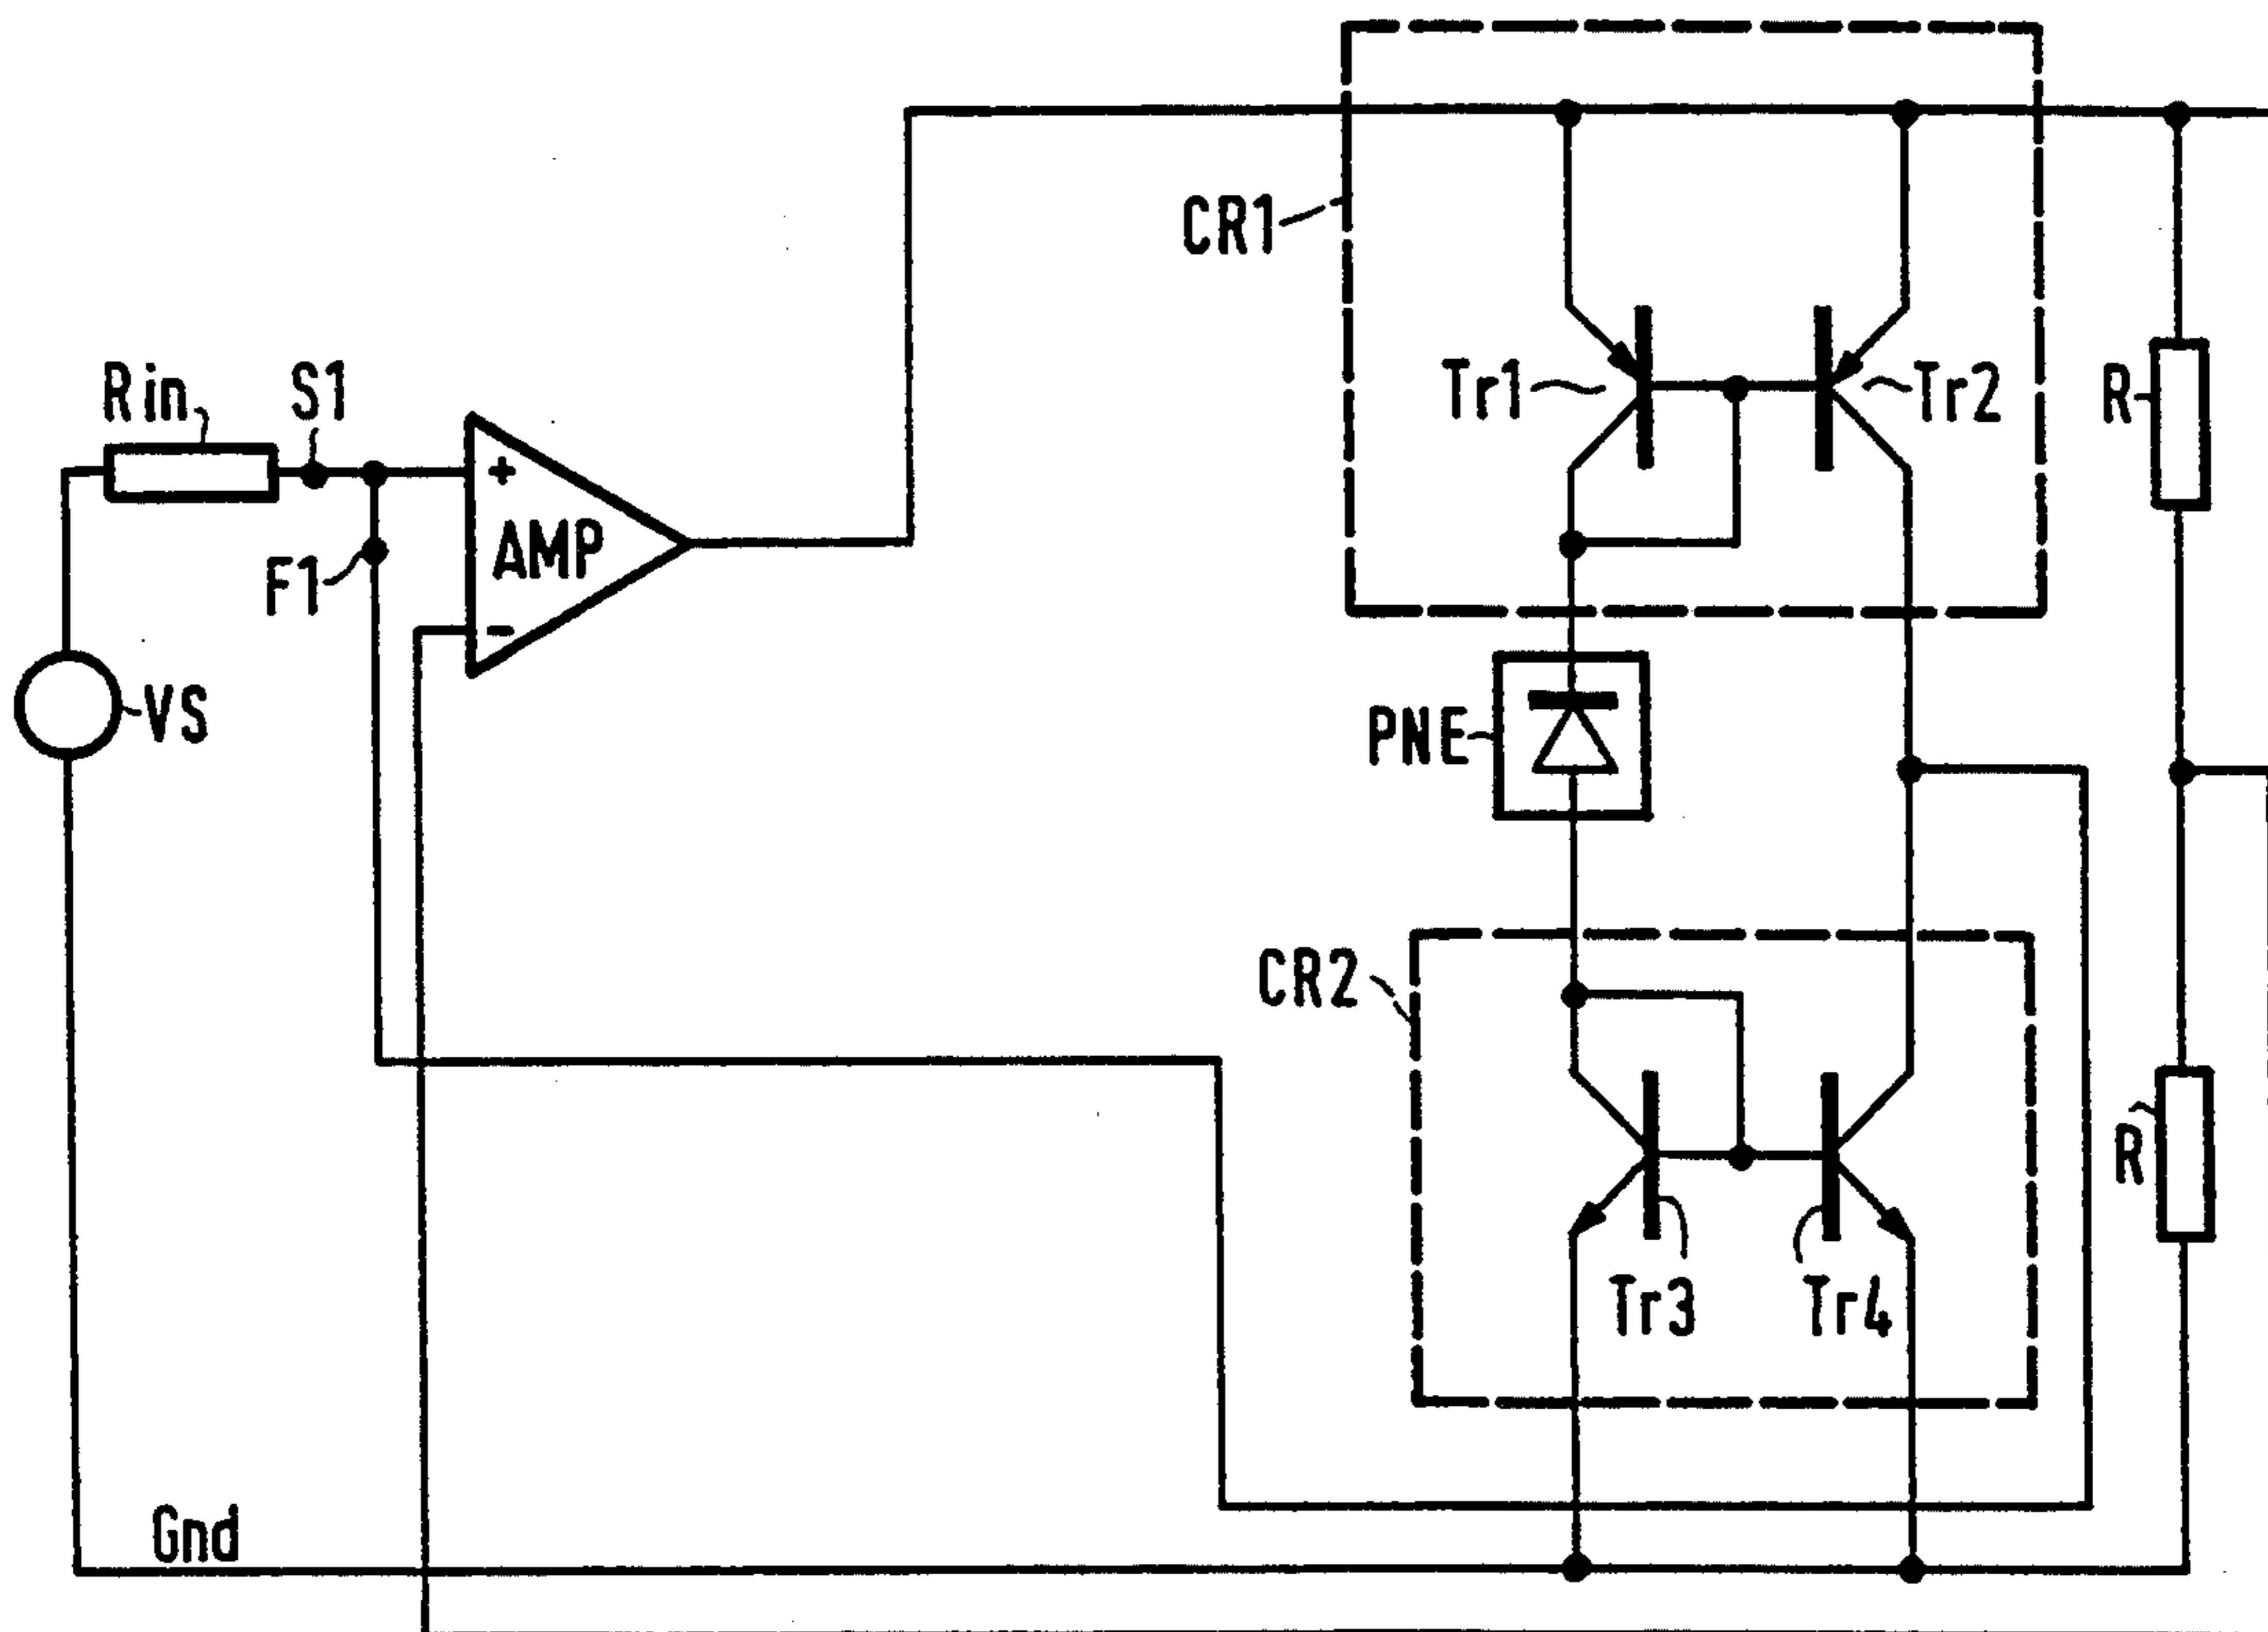 CR1
Rin
S1
Tr1
Tr2
R
+
AMP
F1
-
VS
PNE
CR2
R
Tr3
Tr4
Gnd